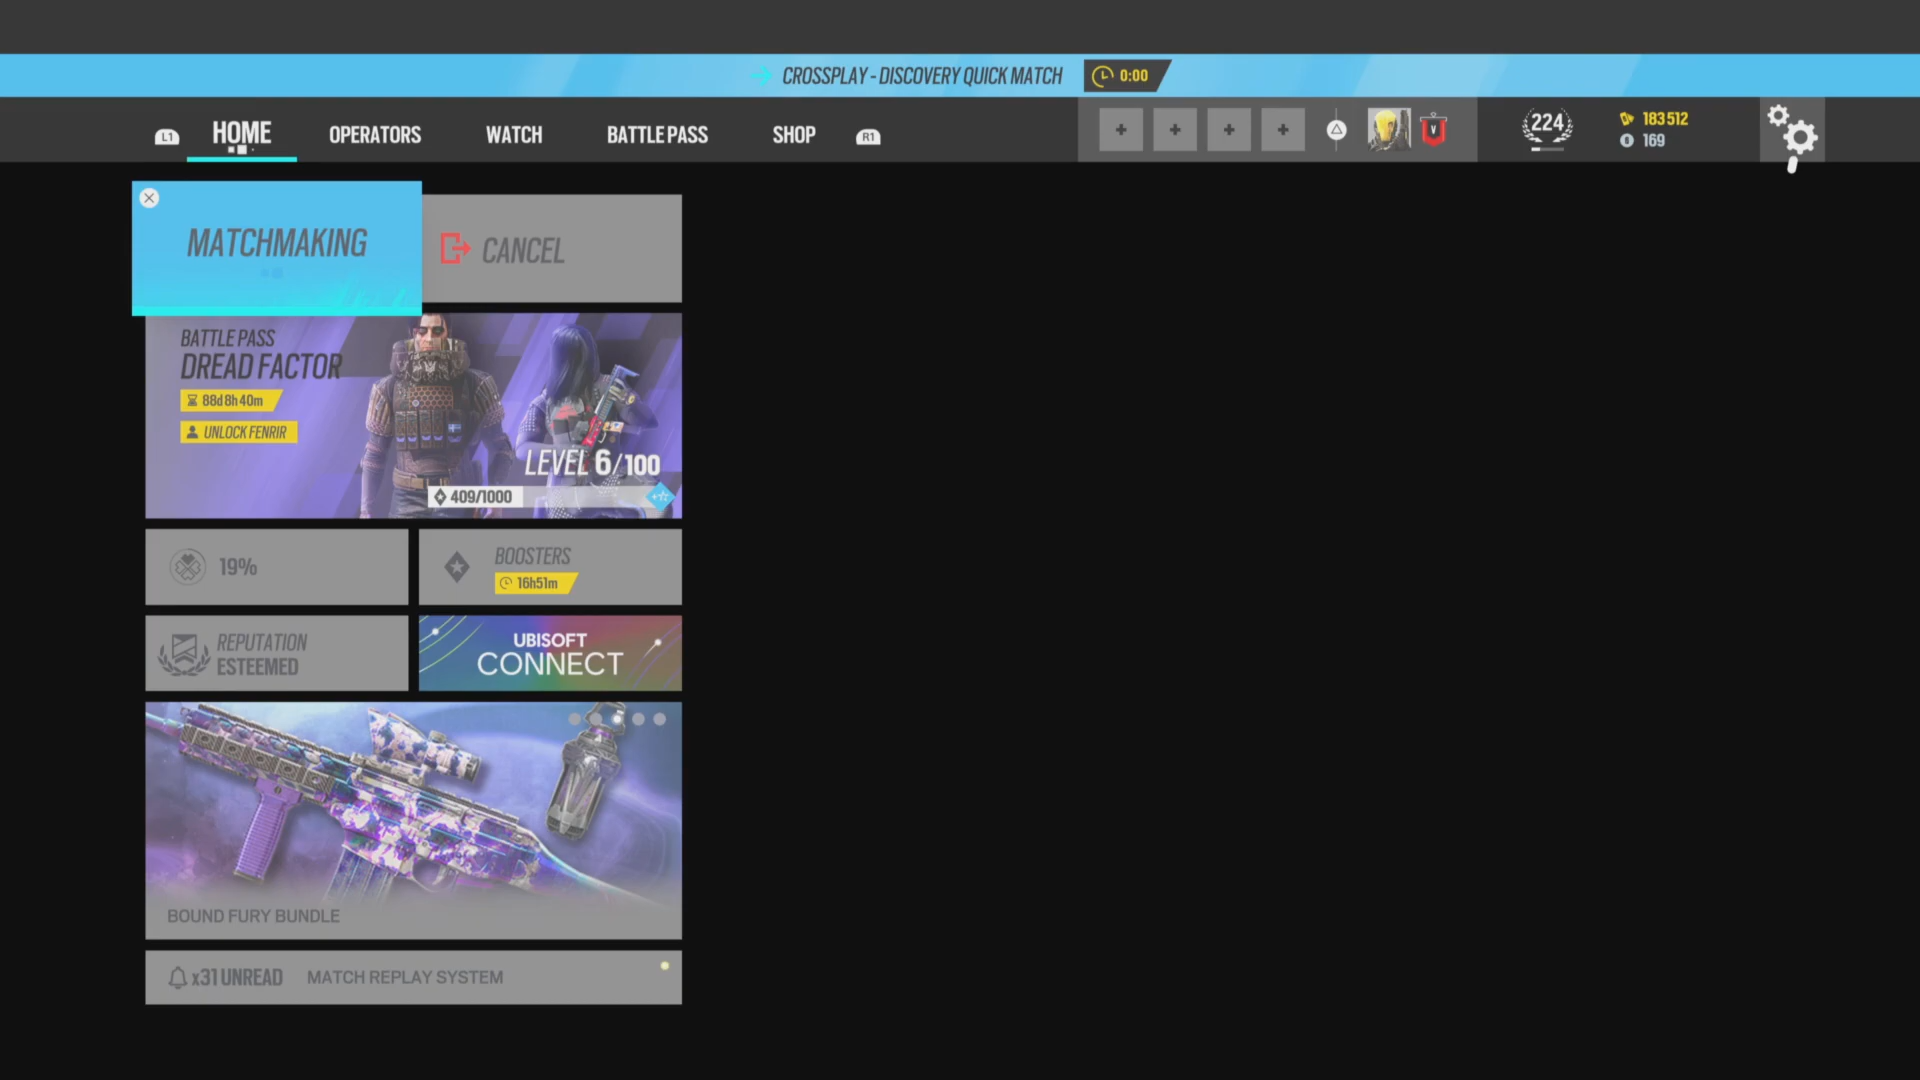 CROSSPLAY - DISCOVERY QUICK MATCH
0:00
L1
HOME
OPERATORS
WATCH
BATTLE PASS
SHOP
R1
V
224
183 512
169
MATCHMAKING
CANCEL
BATTLE PASS
DREAD FACTOR
88d 8h 40m
UNLOCK FENRIR
LEVEL 6/100
409/1000
19%
BOOSTERS
16h51m
REPUTATION
ESTEEMED
UBISOFT
CONNECT
BOUND FURY BUNDLE
x31 UNREAD
MATCH REPLAY SYSTEM